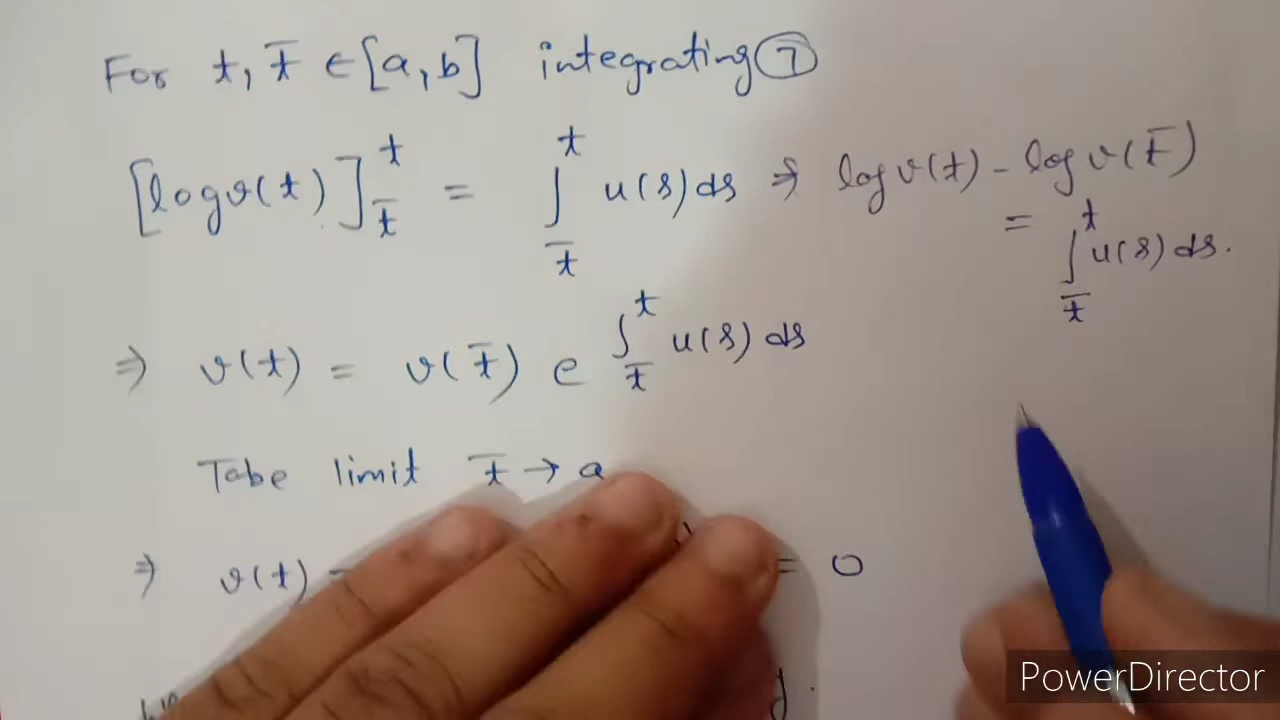 For t, t̅ ∈ [a, b] integrating ⑦
[log v(t)]_t̅^t = ∫_t̅^t u(s) ds ⇒ log v(t) - log v(t̅)
= ∫_t̅^t u(s) ds.
⇒ v(t) = v(t̅) e ∫_t̅^t u(s) ds
Take limit t̅ → a
⇒ v(t) = 0
PowerDirector